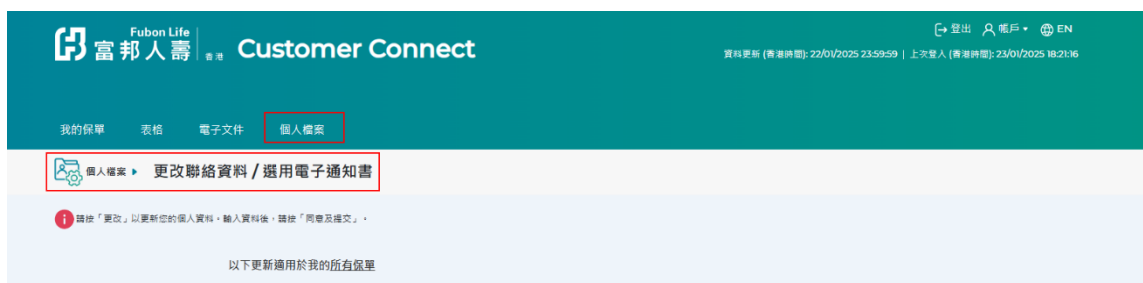 登出 帳戶 EN
Fubon Life
富邦人壽 香港 Customer Connect
資料更新 (香港時間): 22/01/2025 23:59:59 | 上次登入 (香港時間): 23/01/2025 18:21:16
我的保單 表格 電子文件 個人檔案
個人檔案 更改聯絡資料 / 選用電子通知書
請按「更改」以更新您的個人資料。輸入資料後，請按「同意及提交」。
以下更新適用於我的所有保單